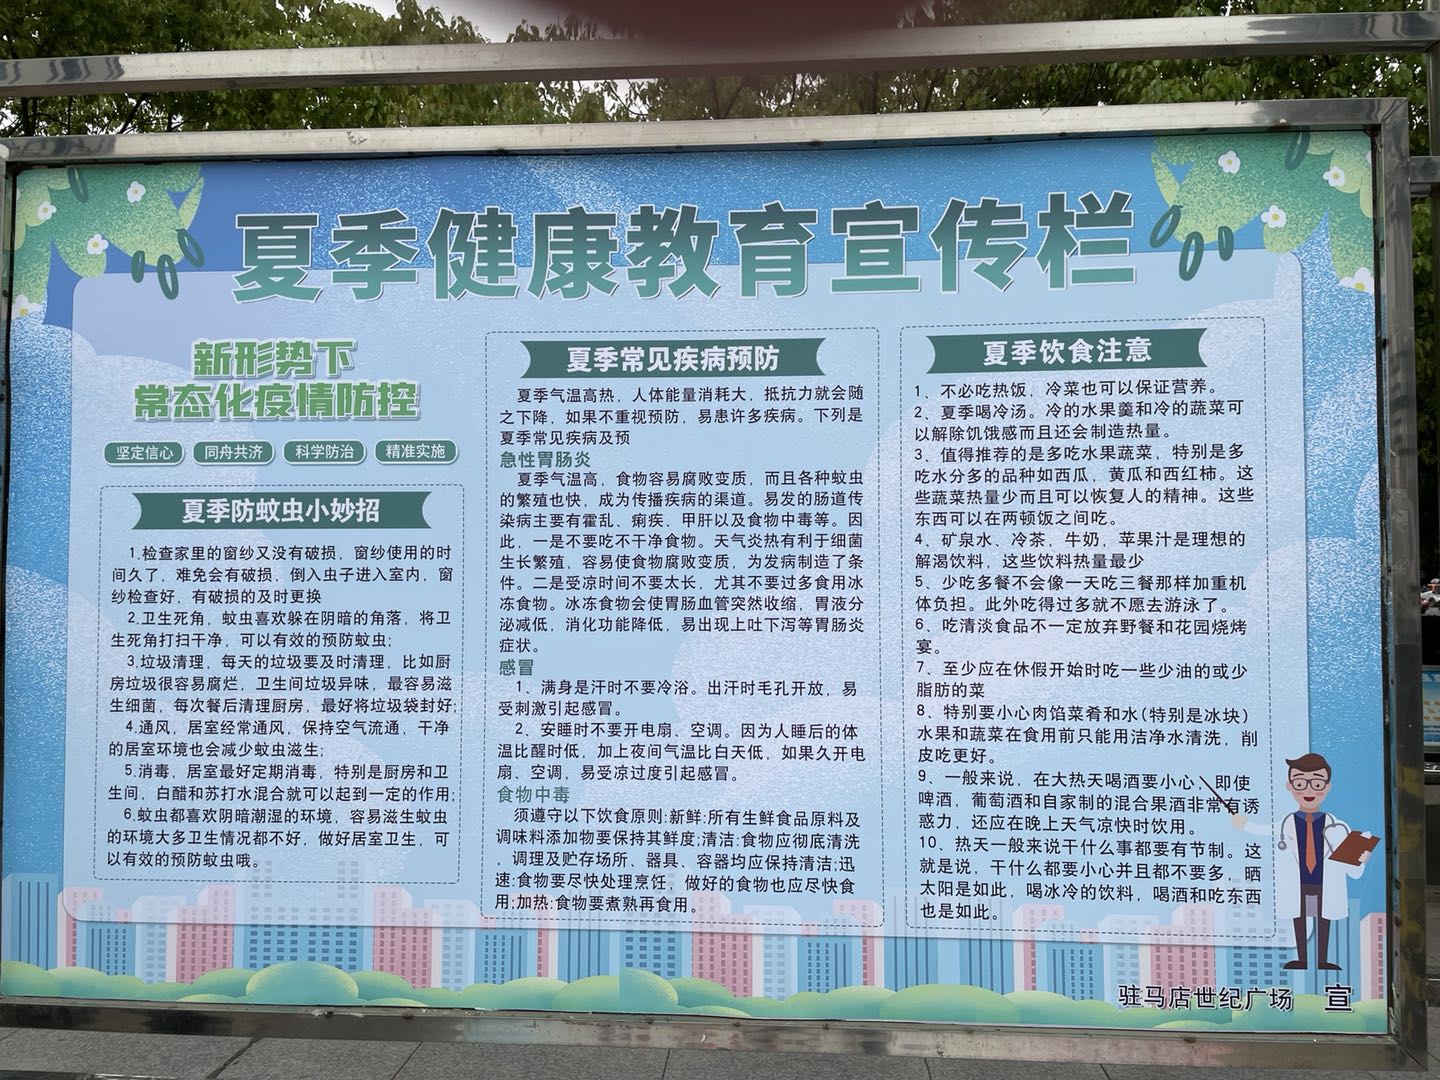 夏季健康教育宣传栏
新形势下
常态化疫情防控
坚定信心 同舟共济 科学防治 精准实施
夏季防蚊虫小妙招
1.检查家里的窗纱又没有破损，窗纱使用的时
间久了，难免会有破损，倒入虫子进入室内，窗
纱检查好，有破损的及时更换
2.卫生死角，蚊虫喜欢躲在阴暗的角落，将卫
生死角打扫干净，可以有效的预防蚊虫;
3.垃圾清理，每天的垃圾要及时清理，比如厨
房垃圾很容易腐烂，卫生间垃圾异味，最容易滋
生细菌，每次餐后清理厨房，最好将垃圾袋封好;
4.通风，居室经常通风，保持空气流通，干净
的居室环境也会减少蚊虫滋生;
5.消毒，居室最好定期消毒，特别是厨房和卫
生间，白醋和苏打水混合就可以起到一定的作用;
6.蚊虫都喜欢阴暗潮湿的环境，容易滋生蚊虫
的环境大多卫生情况都不好，做好居室卫生，可
以有效的预防蚊虫哦。
夏季常见疾病预防
夏季气温高热，人体能量消耗大，抵抗力就会随
之下降，如果不重视预防，易患许多疾病。下列是
夏季常见疾病及预
急性胃肠炎
夏季气温高，食物容易腐败变质，而且各种蚊虫
的繁殖也快，成为传播疾病的渠道。易发的肠道传
染病主要有霍乱、痢疾、甲肝以及食物中毒等。因
此，一是不要吃不干净食物。天气炎热有利于细菌
生长繁殖，容易使食物腐败变质，为发病制造了条
件。二是受凉时间不要太长，尤其不要过多食用冰
冻食物。冰冻食物会使胃肠血管突然收缩，胃液分
泌减低，消化功能降低，易出现上吐下泻等胃肠炎
症状。
感冒
1、满身是汗时不要冷浴。出汗时毛孔开放，易
受刺激引起感冒。
2、安睡时不要开电扇、空调。因为人睡后的体
温比醒时低，加上夜间气温比白天低，如果久开电
扇、空调，易受凉过度引起感冒。
食物中毒
须遵守以下饮食原则:新鲜:所有生鲜食品原料及
调味料添加物要保持其鲜度;清洁:食物应彻底清洗
，调理及贮存场所、器具、容器均应保持清洁;迅
速:食物要尽快处理烹饪，做好的食物也应尽快食
用;加热:食物要煮熟再食用。
夏季饮食注意
1、不必吃热饭，冷菜也可以保证营养。
2、夏季喝冷汤。冷的水果羹和冷的蔬菜可
以解除饥饿感而且还会制造热量。
3、值得推荐的是多吃水果蔬菜，特别是多
吃水分多的品种如西瓜，黄瓜和西红柿。这
些蔬菜热量少而且可以恢复人的精神。这些
东西可以在两顿饭之间吃。
4、矿泉水、冷茶，牛奶，苹果汁是理想的
解渴饮料，这些饮料热量最少
5、少吃多餐不会像一天吃三餐那样加重机
体负担。此外吃得过多就不愿去游泳了。
6、吃清淡食品不一定放弃野餐和花园烧烤
宴。
7、至少应在休假开始时吃一些少油的或少
脂肪的菜
8、特别要小心肉馅菜肴和水(特别是冰块)
水果和蔬菜在食用前只能用洁净水清洗，削
皮吃更好。
9、一般来说，在大热天喝酒要小心，即使
啤酒，葡萄酒和自家制的混合果酒非常有诱
惑力，还应在晚上天气凉快时饮用。
10、热天一般来说干什么事都要有节制。这
就是说，干什么都要小心并且都不要多，晒
太阳是如此，喝冰冷的饮料，喝酒和吃东西
也是如此。
驻马店世纪广场 宣